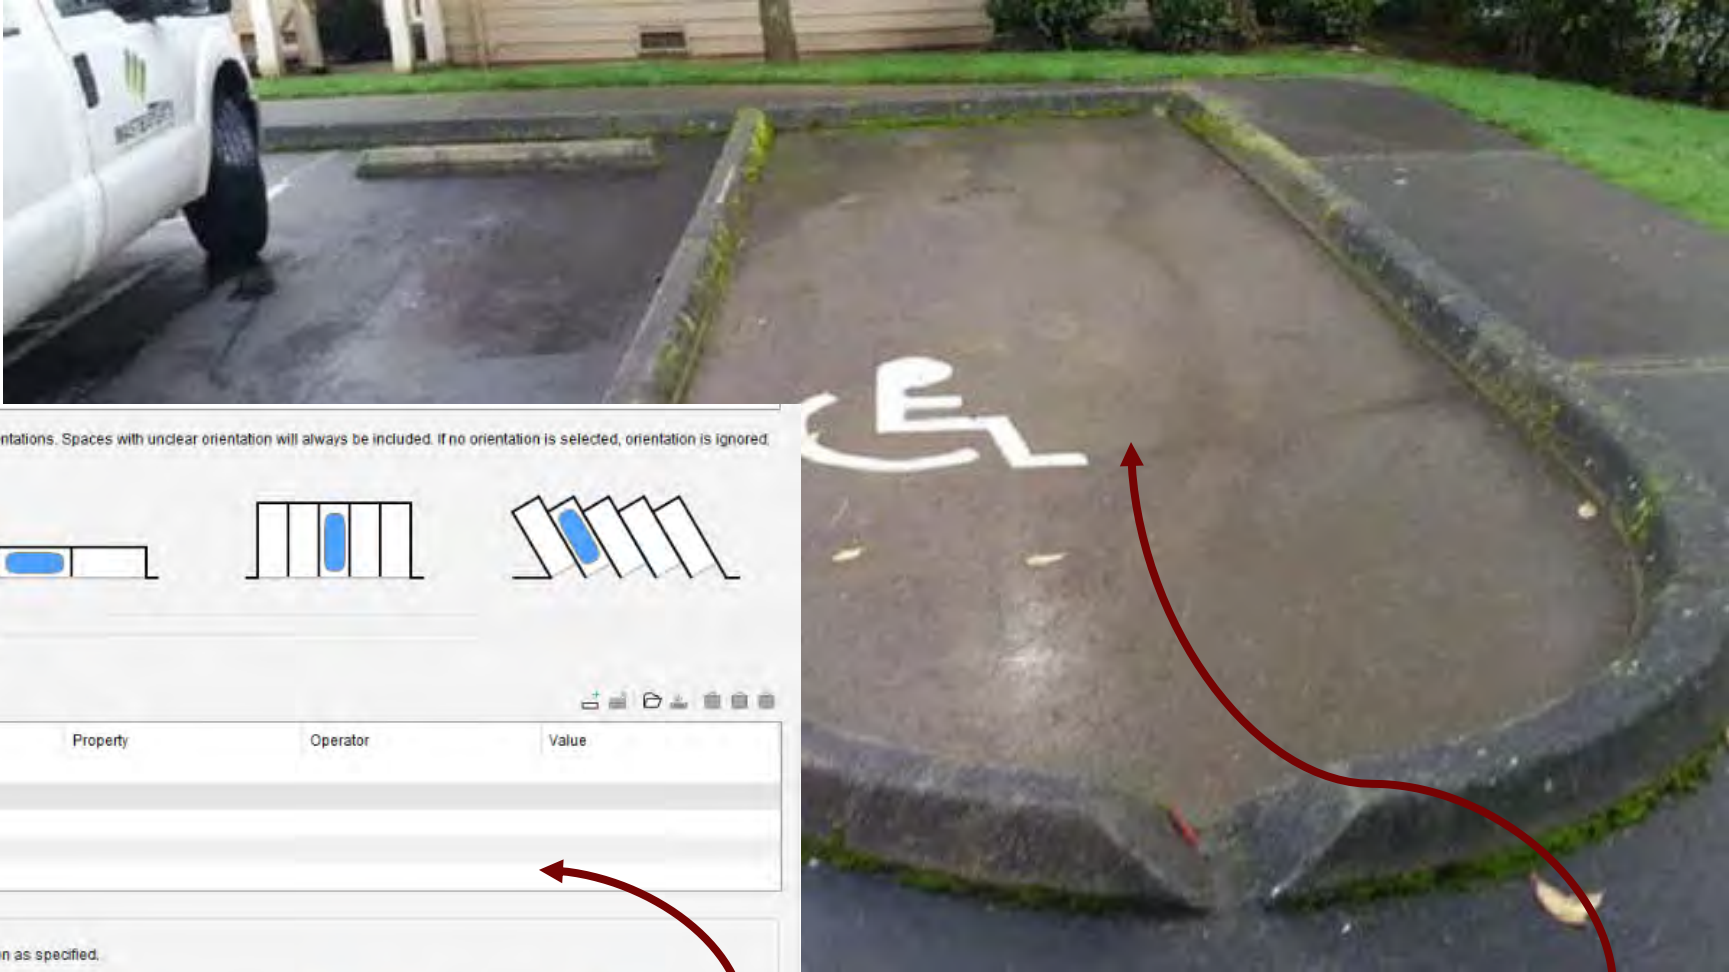 ntations. Spaces with unclear orientation will always be included. If no orientation is selected, orientation is ignored.
Property Operator Value
n as specified.